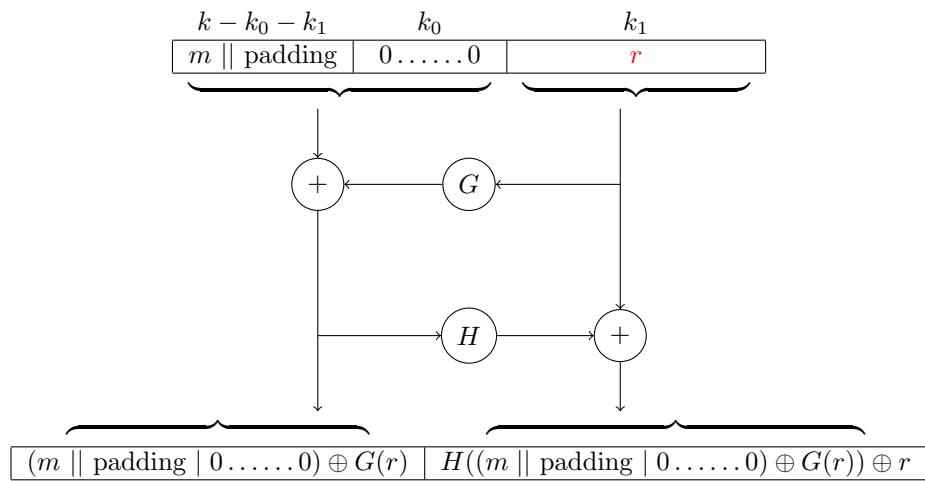 k − k₀ − k₁ k₀ k₁
m || padding 0 . . . . . . 0 r
+ G
H +
(m || padding | 0 . . . . . . 0) ⊕ G(r) H((m || padding | 0 . . . . . . 0) ⊕ G(r)) ⊕ r